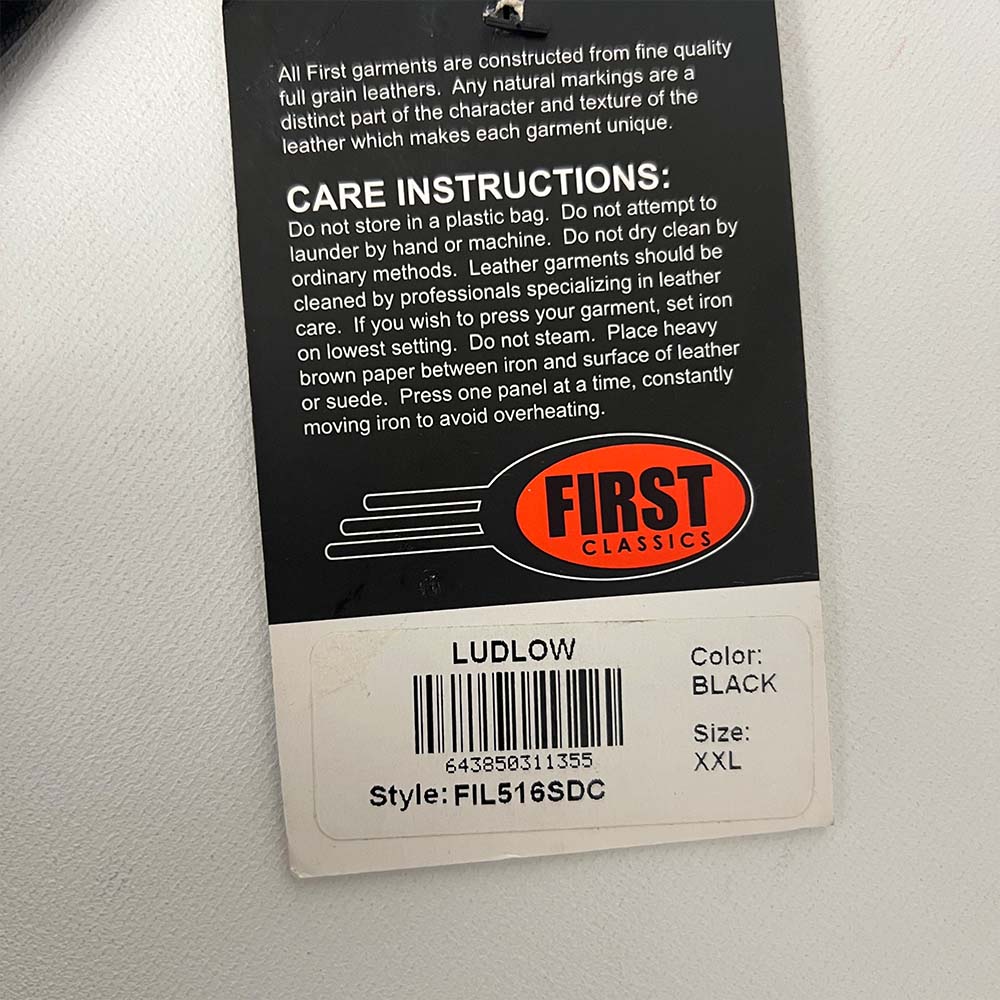 All First garments are constructed from fine quality
full grain leathers. Any natural markings are a
distinct part of the character and texture of the
leather which makes each garment unique.
CARE INSTRUCTIONS:
Do not store in a plastic bag. Do not attempt to
launder by hand or machine. Do not dry clean by
ordinary methods. Leather garments should be
cleaned by professionals specializing in leather
care. If you wish to press your garment, set iron
on lowest setting. Do not steam. Place heavy
brown paper between iron and surface of leather
or suede. Press one panel at a time, constantly
moving iron to avoid overheating.
FIRST
CLASSICS
LUDLOW
643850311355
Style: FIL516SDC
Color:
BLACK
Size:
XXL